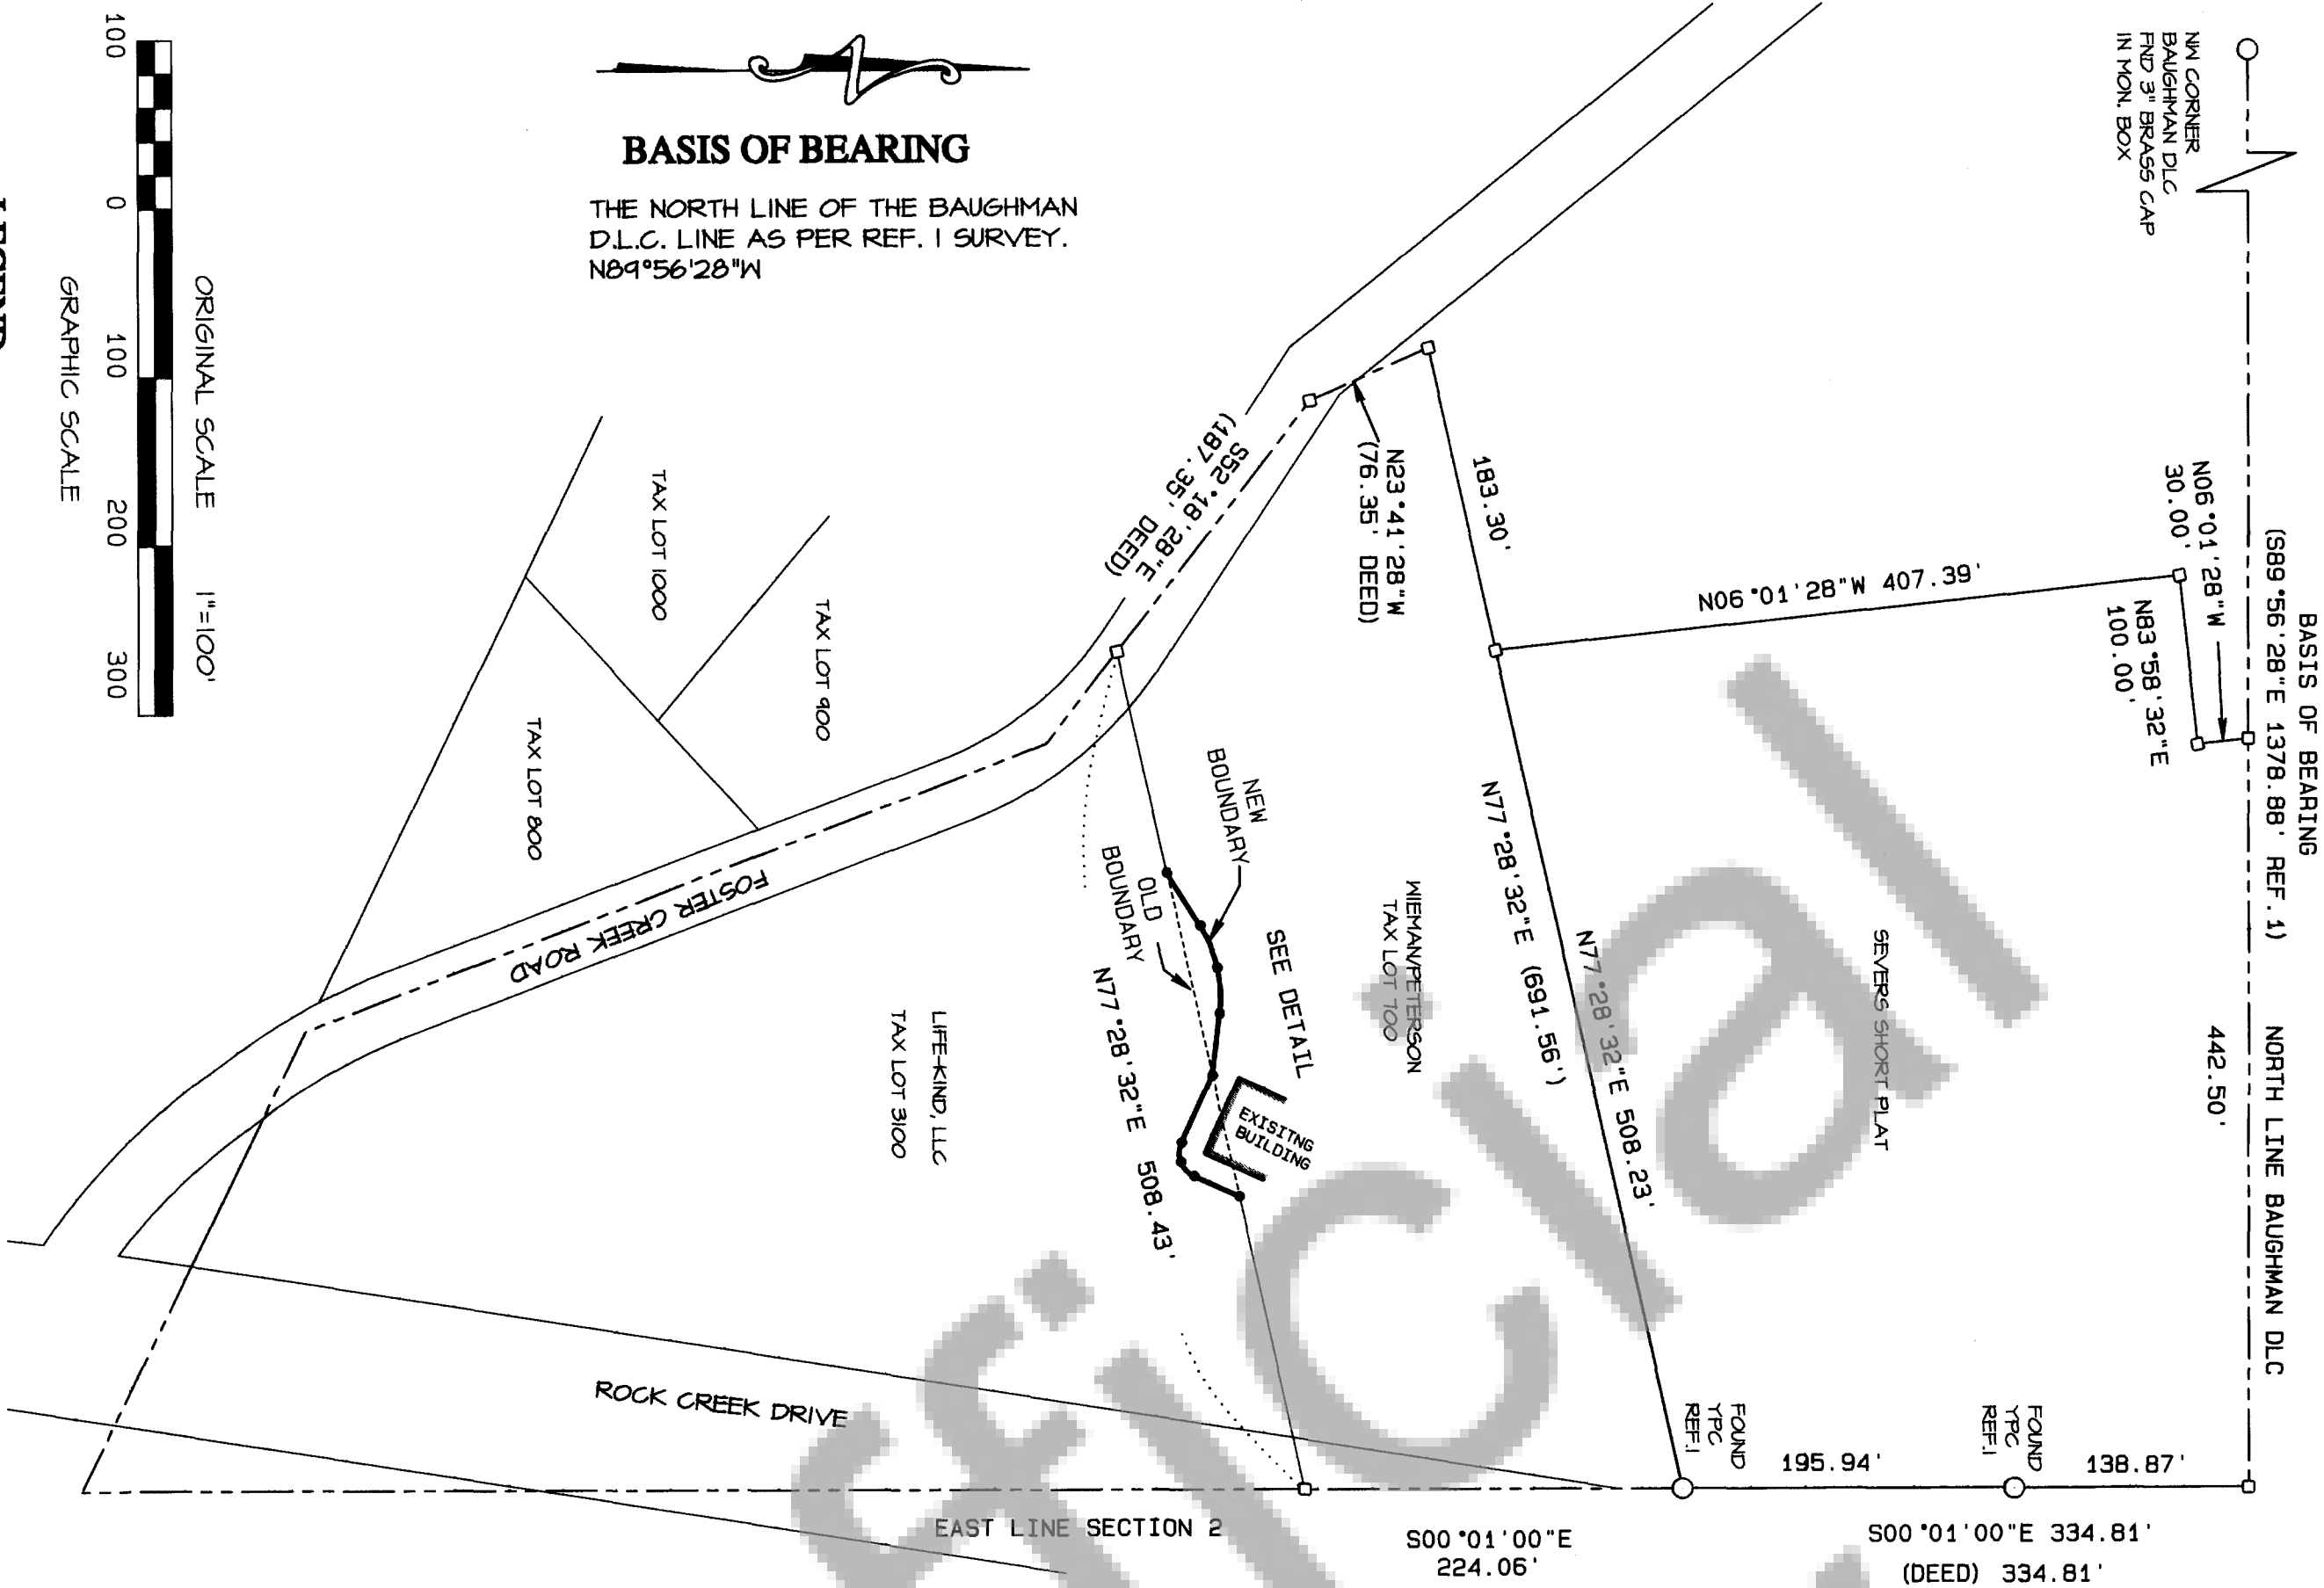 BASIS OF BEARING
THE NORTH LINE OF THE BAUGHMAN
D.L.C. LINE AS PER REF. 1 SURVEY.
N89°56'28"W
NW CORNER
BAUGHMAN DLC
FND 3" BRASS CAP
IN MON. BOX
BASIS OF BEARING
(S89°56'28"E 1378.88' REF.1)
NORTH LINE BAUGHMAN DLC
442.50'
N06°01'28"W
30.00'
N83°58'32"E
100.00'
N06°01'28"W 407.39'
183.30'
N23°41'28"W
(76.35' DEED)
S52°18'28"E
(187.35' DEED)
N77°28'32"E (691.56')
N77°28'32"E 508.23'
SEVERS SHORT PLAT
WIEMAN/PETERSON
TAX LOT 700
SEE DETAIL
NEW
BOUNDARY
OLD
BOUNDARY
EXISITNG
BUILDING
N77°28'32"E 508.43'
LIFE-KIND, LLC
TAX LOT 3100
FOSTER CREEK ROAD
TAX LOT 1000
TAX LOT 900
TAX LOT 800
ROCK CREEK DRIVE
EAST LINE SECTION 2
S00°01'00"E
224.06'
FOUND
YPC
REF.1
195.94'
FOUND
YPC
REF.1
138.87'
S00°01'00"E 334.81'
(DEED) 334.81'
100 0 100 200 300
ORIGINAL SCALE 1"=100'
GRAPHIC SCALE
LEGEND
ficial